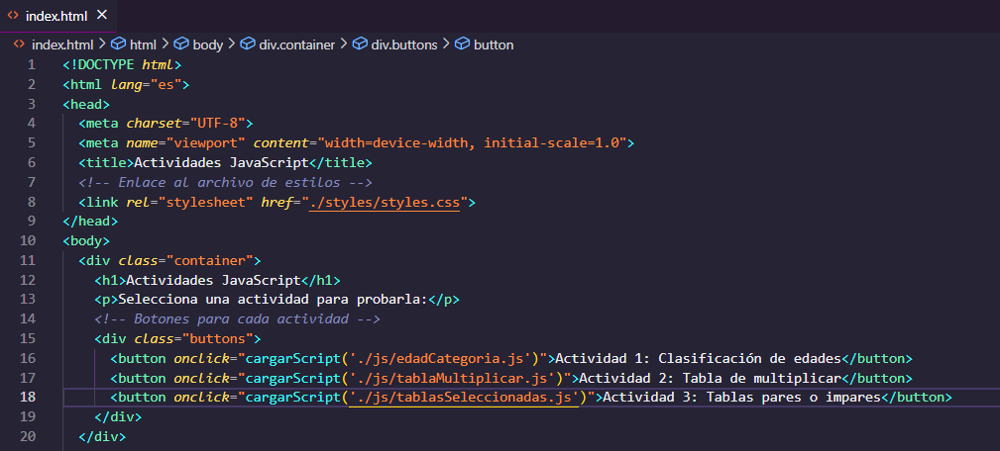 index.html
index.html > html > body > div.container > div.buttons > button
1 <!DOCTYPE html>
2 <html lang="es">
3 <head>
4 <meta charset="UTF-8">
5 <meta name="viewport" content="width=device-width, initial-scale=1.0">
6 <title>Actividades JavaScript</title>
7 <!-- Enlace al archivo de estilos -->
8 <link rel="stylesheet" href="./styles/styles.css">
9 </head>
10 <body>
11 <div class="container">
12 <h1>Actividades JavaScript</h1>
13 <p>Selecciona una actividad para probarla:</p>
14 <!-- Botones para cada actividad -->
15 <div class="buttons">
16 <button onclick="cargarScript('./js/edadCategoria.js')">Actividad 1: Clasificación de edades</button>
17 <button onclick="cargarScript('./js/tablaMultiplicar.js')">Actividad 2: Tabla de multiplicar</button>
18 <button onclick="cargarScript('./js/tablasSeleccionadas.js')">Actividad 3: Tablas pares o impares</button>
19 </div>
20 </div>